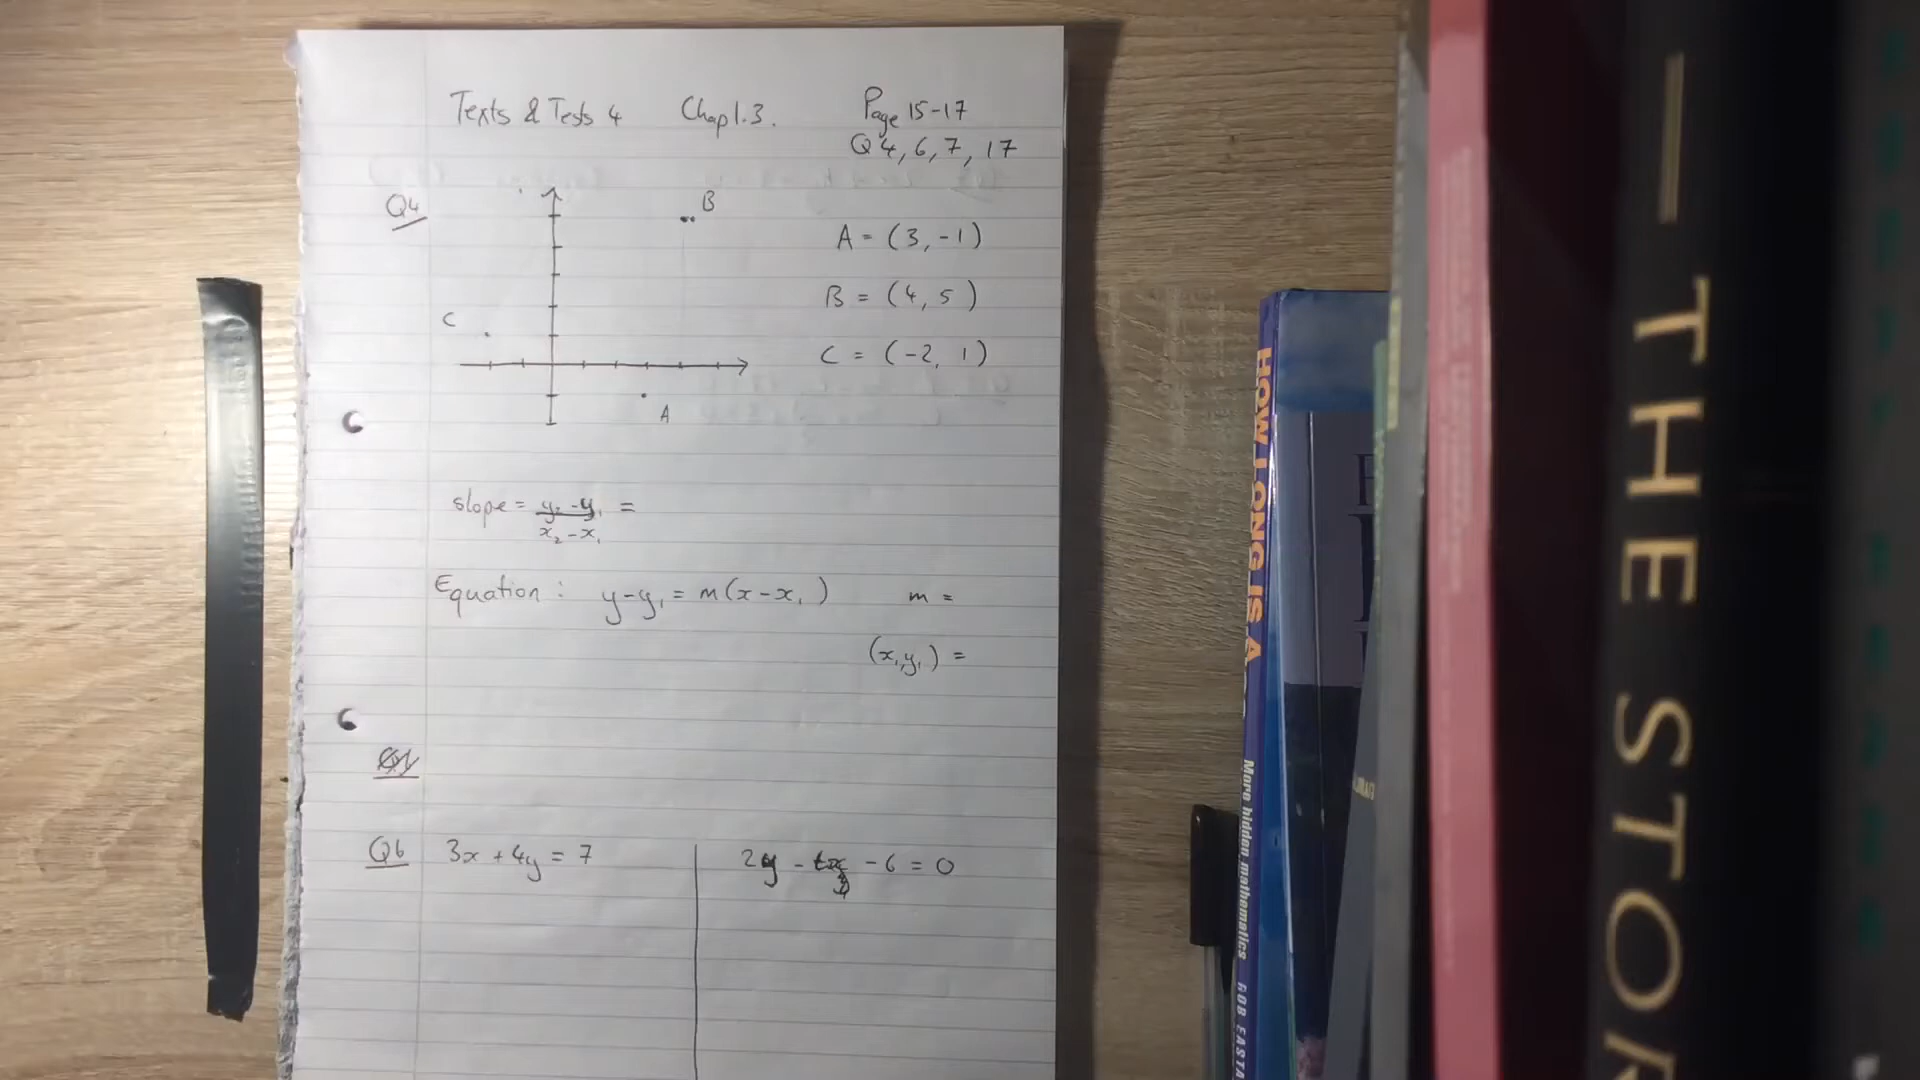 Texts & Tests 4 Chap 1.3. Page 15-17
Q 4, 6, 7, 17
Q4
B
A = (3, -1)
B = (4, 5)
C
C = (-2, 1)
A
slope = y₂ - y₁ / x₂ - x₁ =
Equation: y - y₁ = m(x - x₁) m =
(x₁, y₁) =
Q6 3x + 4y = 7
- 6 = 0
HOW LONG IS A
More hidden mathematics
ROB EASTA
— THE STOR